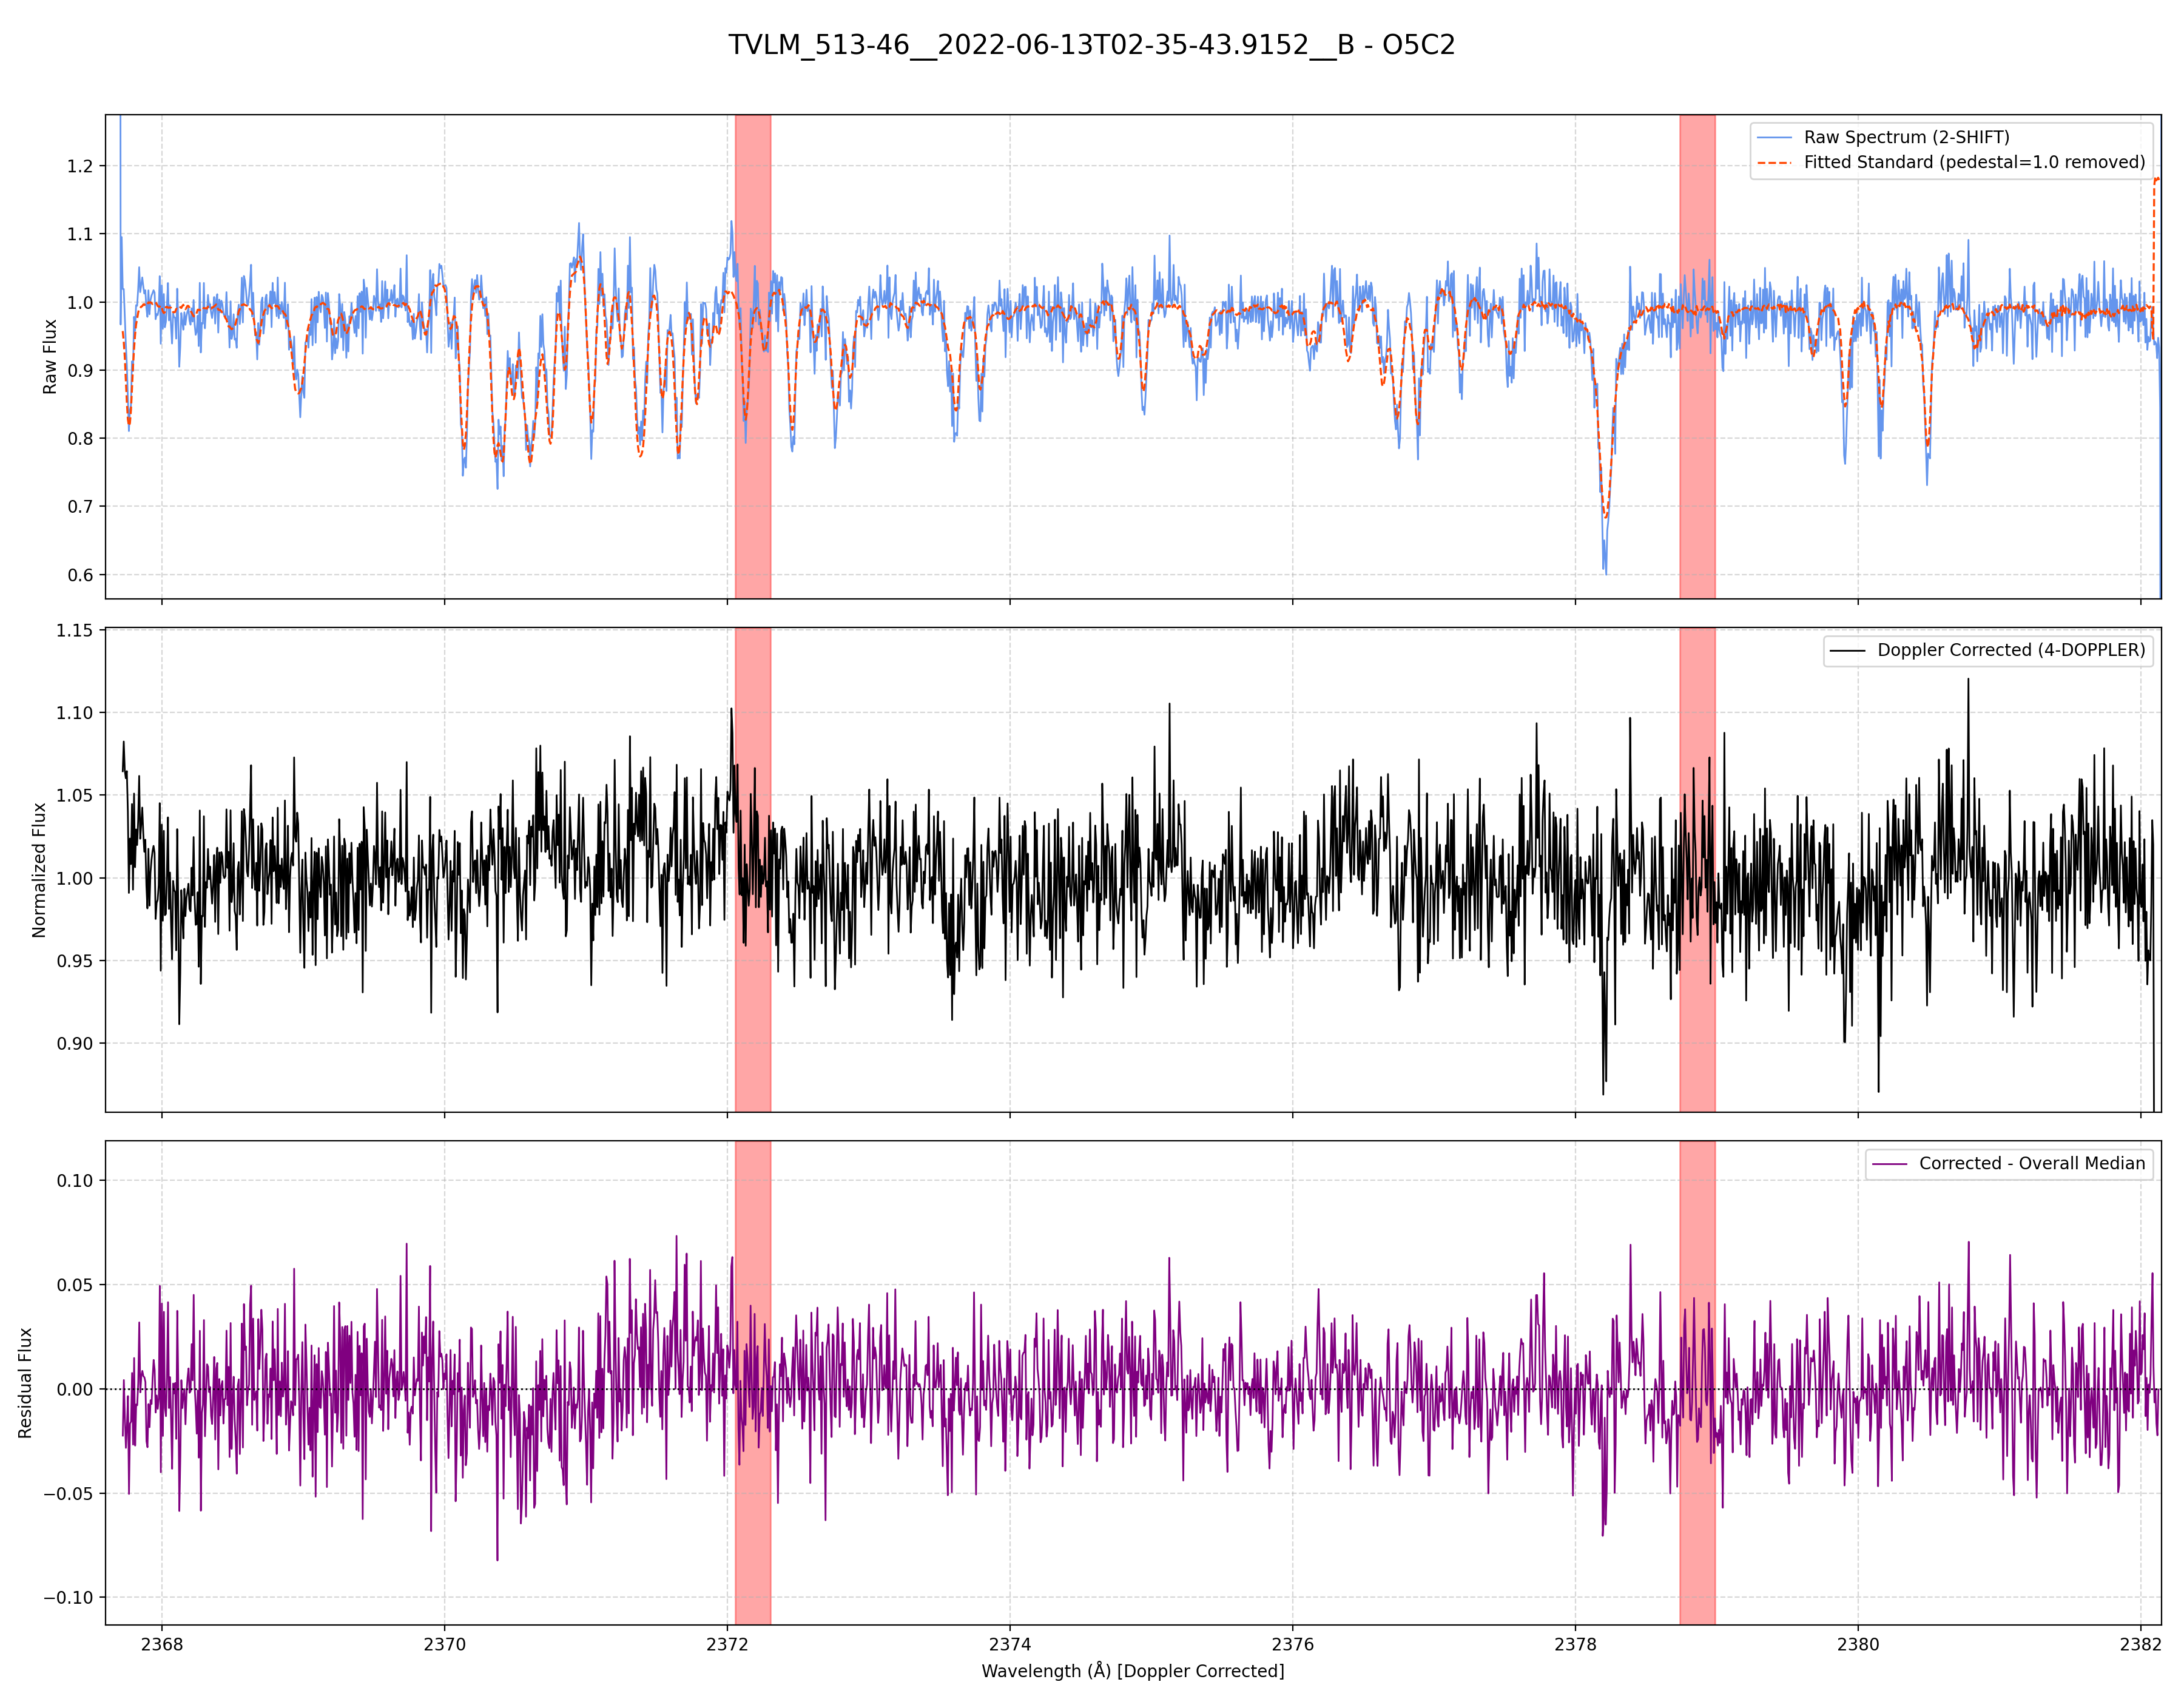 TVLM_513-46__2022-06-13T02-35-43.9152__B - O5C2
Raw Spectrum (2-SHIFT)
Fitted Standard (pedestal=1.0 removed)
Raw Flux
1.2
1.1
1.0
0.9
0.8
0.7
0.6
Doppler Corrected (4-DOPPLER)
Normalized Flux
1.15
1.10
1.05
1.00
0.95
0.90
Corrected - Overall Median
Residual Flux
0.10
0.05
0.00
−0.05
−0.10
2368 2370 2372 2374 2376 2378 2380 2382
Wavelength (Å) [Doppler Corrected]